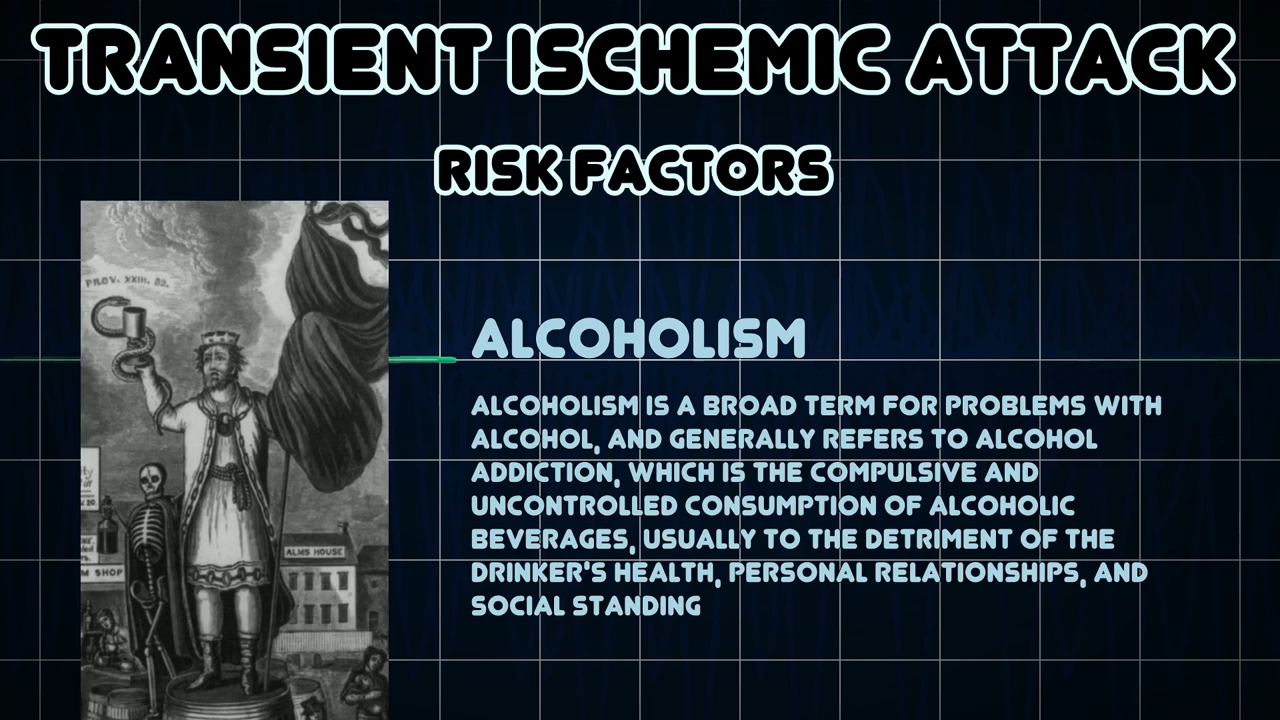 TRANSIENT ISCHEMIC ATTACK
RISK FACTORS
PROV. XXIII. 32.
ALCOHOLISM
ALCOHOLISM IS A BROAD TERM FOR PROBLEMS WITH
ALCOHOL, AND GENERALLY REFERS TO ALCOHOL
ADDICTION, WHICH IS THE COMPULSIVE AND
UNCONTROLLED CONSUMPTION OF ALCOHOLIC
BEVERAGES, USUALLY TO THE DETRIMENT OF THE
DRINKER'S HEALTH, PERSONAL RELATIONSHIPS, AND
SOCIAL STANDING
ALMS HOUSE
SHOP